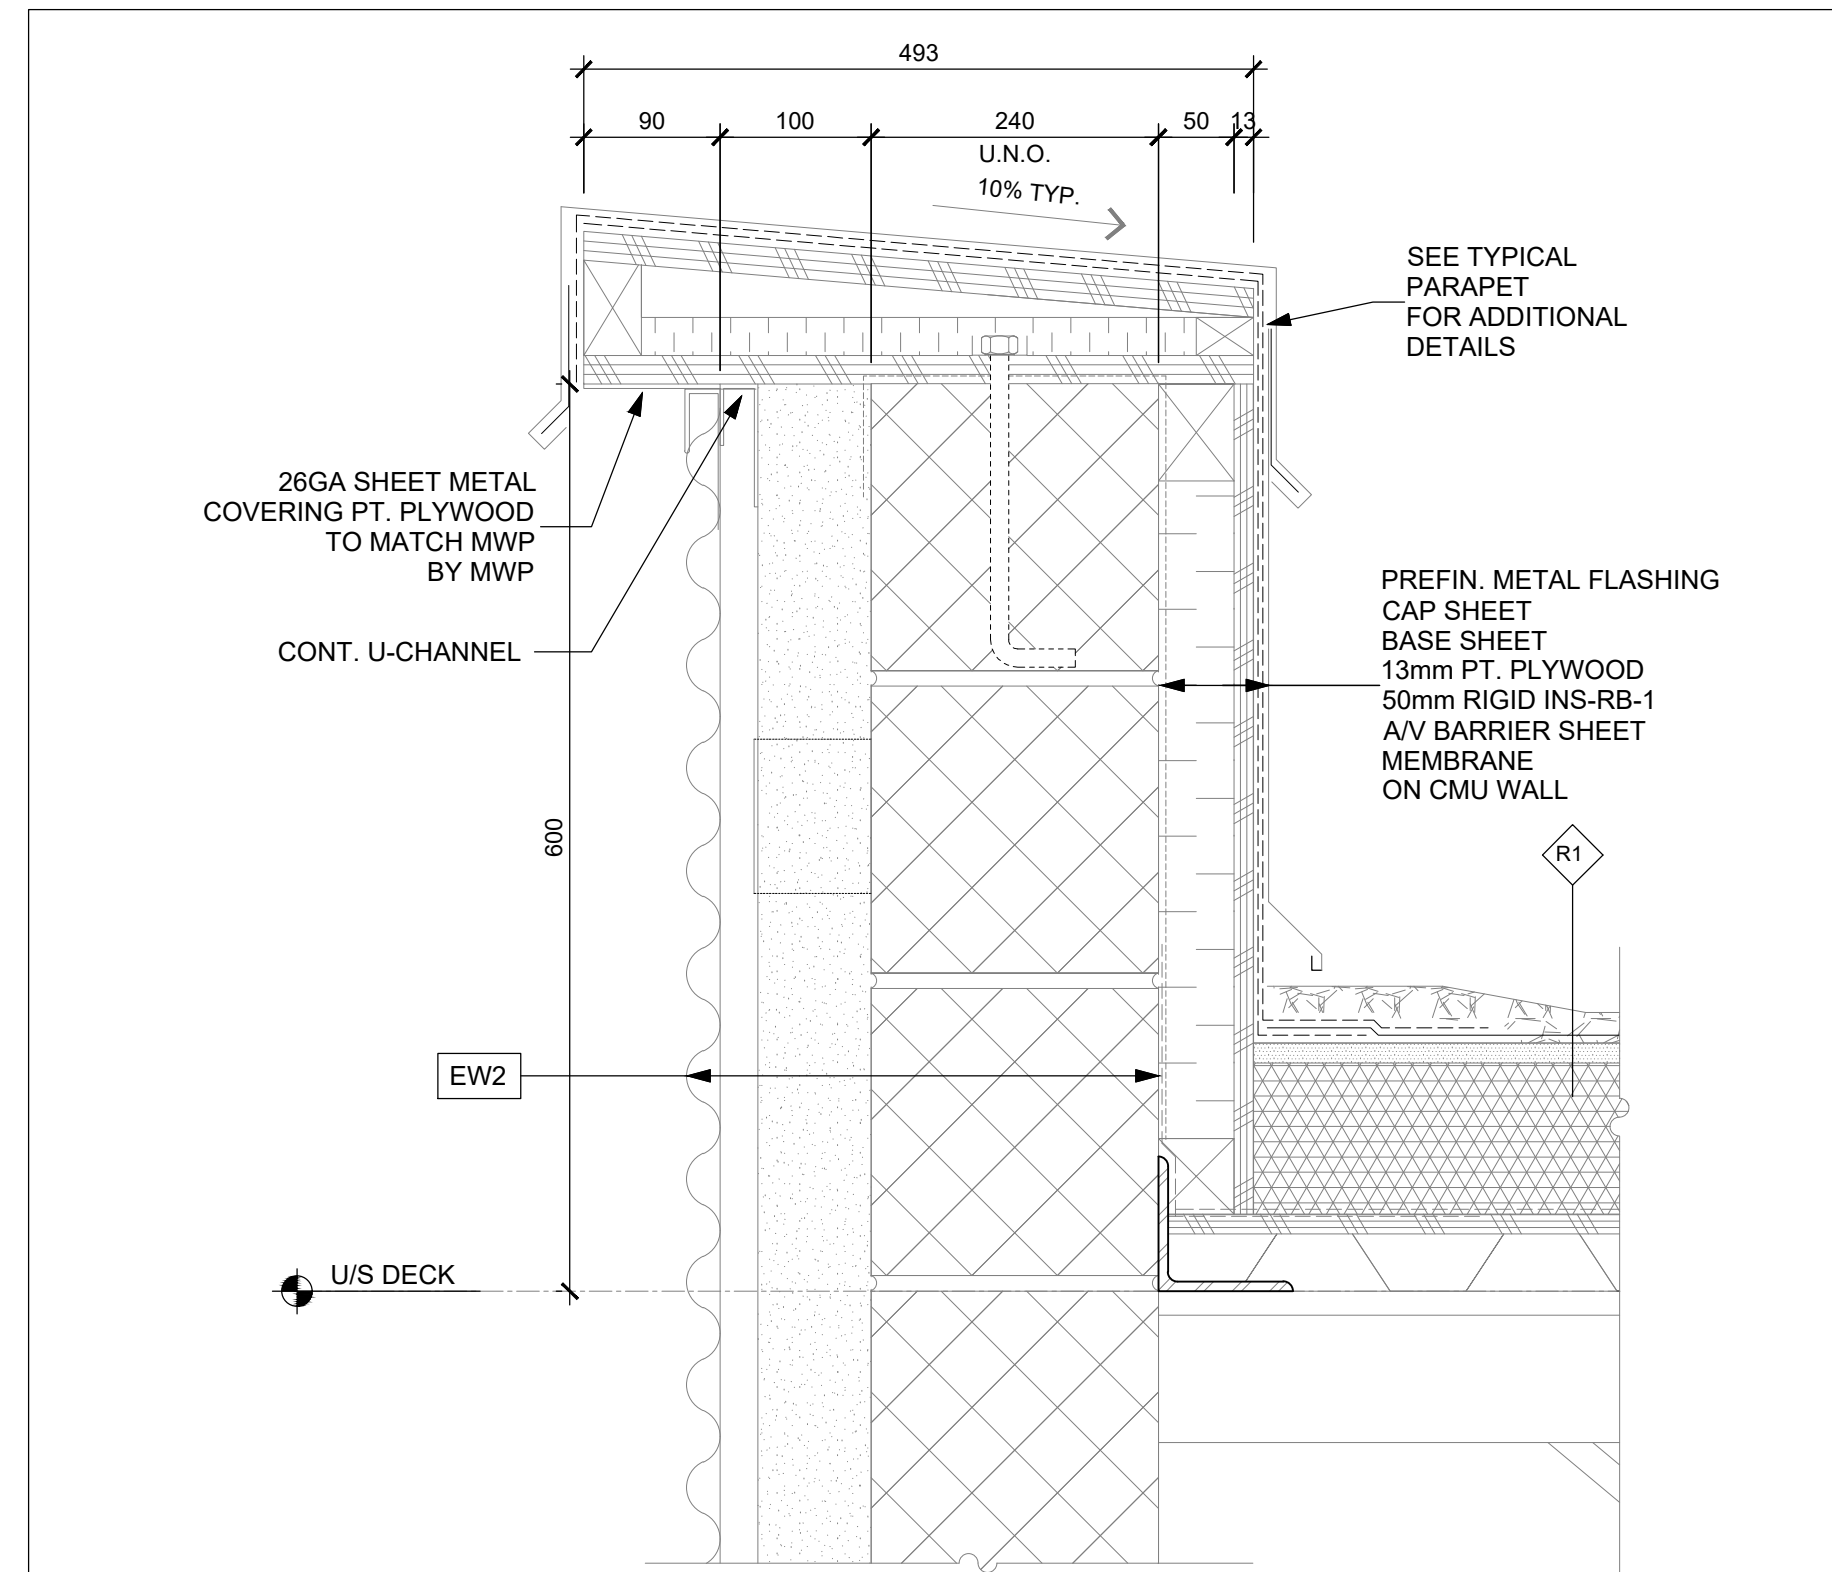 493
90
100
240
50
13
U.N.O.
10% TYP.
SEE TYPICAL
PARAPET
FOR ADDITIONAL
DETAILS
26GA SHEET METAL
COVERING PT. PLYWOOD
TO MATCH MWP
BY MWP
CONT. U-CHANNEL
PREFIN. METAL FLASHING
CAP SHEET
BASE SHEET
13mm PT. PLYWOOD
50mm RIGID INS-RB-1
A/V BARRIER SHEET
MEMBRANE
ON CMU WALL
600
R1
EW2
U/S DECK